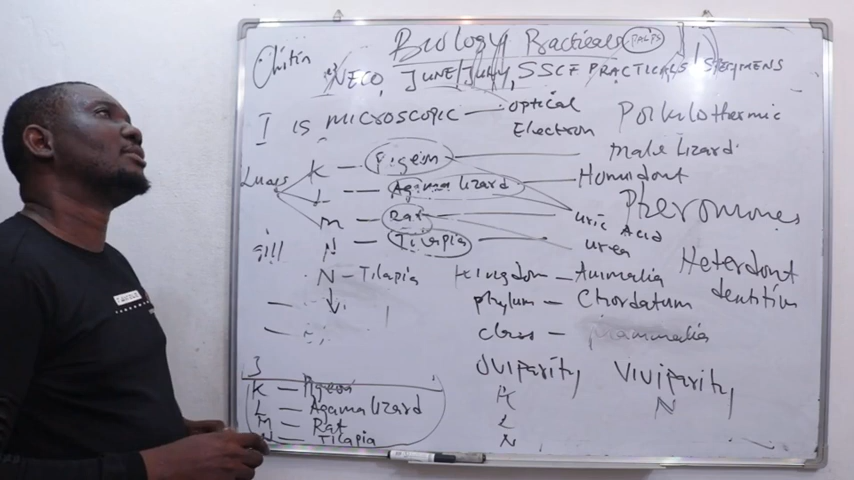 Chitin Biology Practicals PALPS
NECO, JUNE/JULY, SSCE PRACTICALS SPECIMENS
I is microscopic — optical
Electron
Poikilothermic
Lungs
K — Pigeon
male lizard
L — Agama lizard
Homodont
M — Rat
uric Acid
Pheromones
gill
N — Tilapia
urea
N — Tilapia
Kingdom — Animalia
Heterdont
dentition
phylum — Chordatum
class — mammalia
3
Oviparity Viviparity
K
N
L
N
K — Pigeon
L — Agama lizard
M — Rat
N — Tilapia